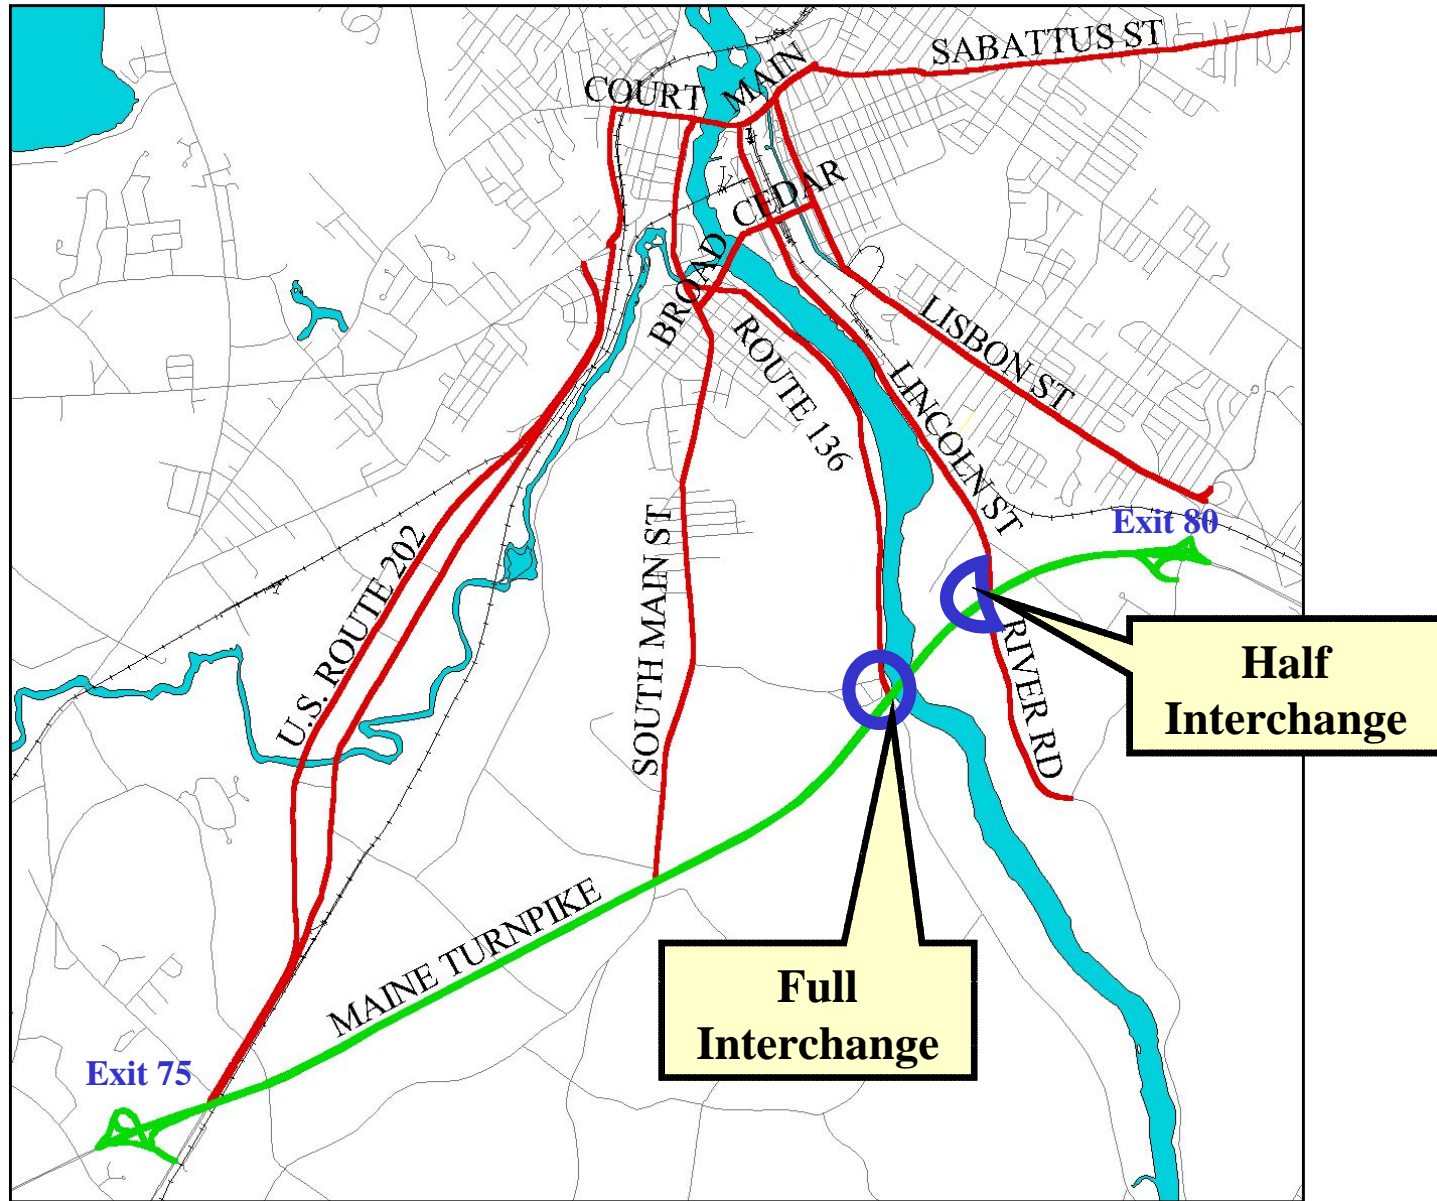 SABATTUS ST
COURT
MAIN
CEDAR
BROAD
LISBON ST
ROUTE 136
LINCOLN ST
Exit 80
U.S. ROUTE 202
SOUTH MAIN ST
RIVER RD
Half
Interchange
MAINE TURNPIKE
Full
Interchange
Exit 75